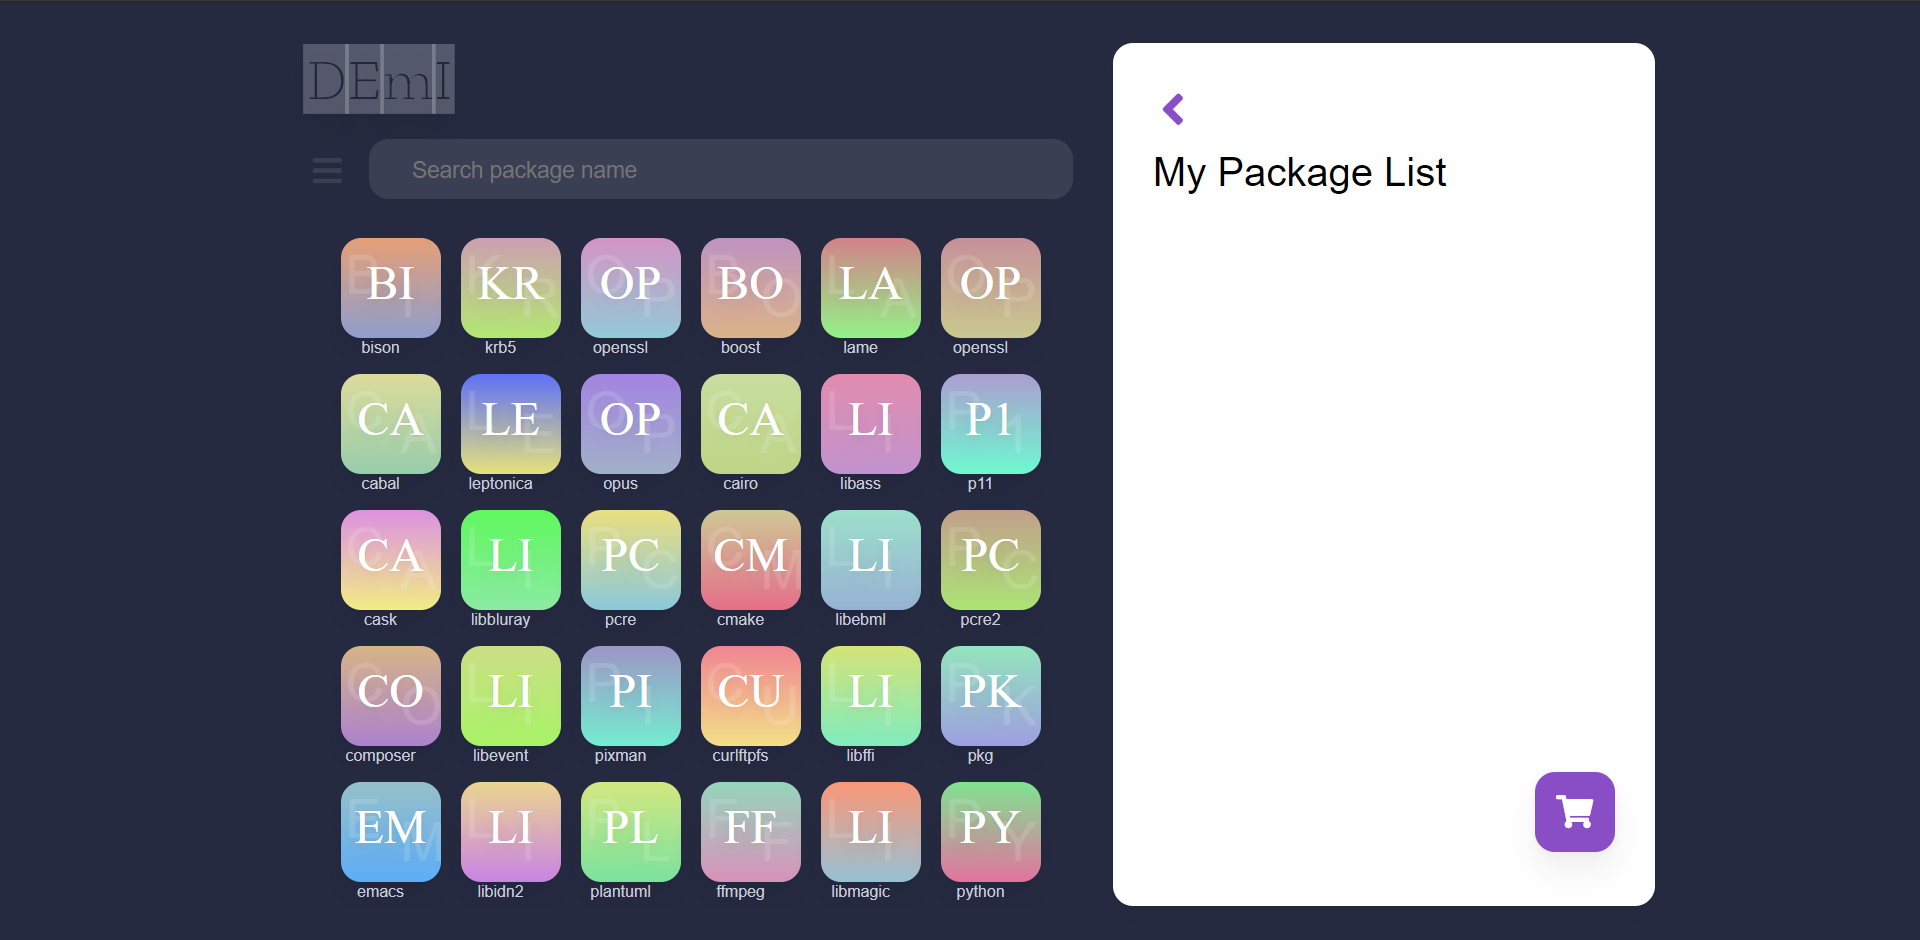 DEmI
Search package name
My Package List
BI KR OP BO LA OP
bison krb5 openssl boost lame openssl
CA LE OP CA LI P1
cabal leptonica opus cairo libass p11
CA LI PC CM LI PC
cask libbluray pcre cmake libebml pcre2
CO LI PI CU LI PK
composer libevent pixman curlftpfs libffi pkg
EM LI PL FF LI PY
emacs libidn2 plantuml ffmpeg libmagic python